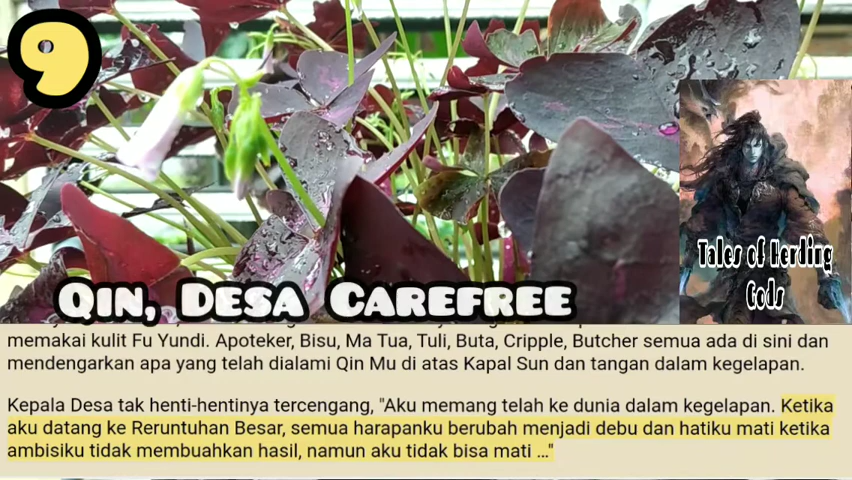 9
Tales of Herding
Gods
Qin, Desa Carefree
memakai kulit Fu Yundi. Apoteker, Bisu, Ma Tua, Tuli, Buta, Cripple, Butcher semua ada di sini dan
mendengarkan apa yang telah dialami Qin Mu di atas Kapal Sun dan tangan dalam kegelapan.
Kepala Desa tak henti-hentinya tercengang, "Aku memang telah ke dunia dalam kegelapan. Ketika
aku datang ke Reruntuhan Besar, semua harapanku berubah menjadi debu dan hatiku mati ketika
ambisiku tidak membuahkan hasil, namun aku tidak bisa mati ..."